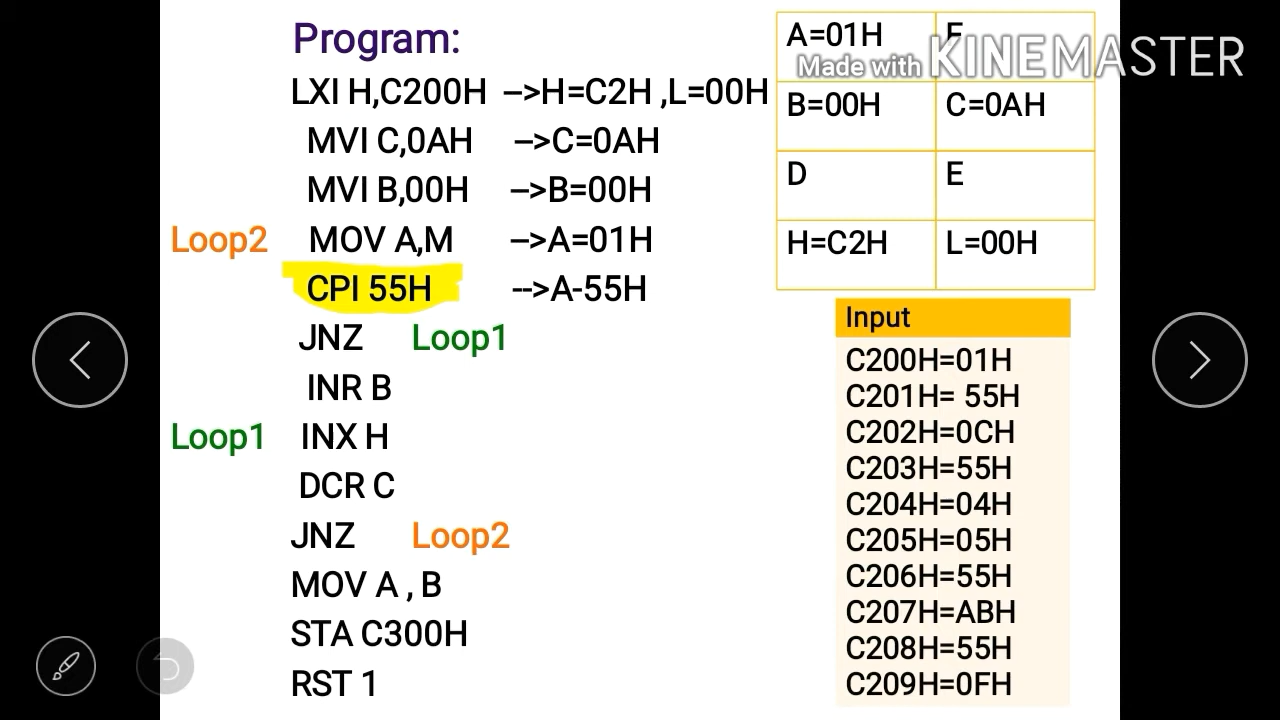 Program:
LXI H,C200H –>H=C2H ,L=00H
MVI C,0AH –>C=0AH
MVI B,00H –>B=00H
Loop2 MOV A,M –>A=01H
CPI 55H -->A-55H
JNZ Loop1
INR B
Loop1 INX H
DCR C
JNZ Loop2
MOV A , B
STA C300H
RST 1
A=01H F
Made with KINEMASTER
B=00H C=0AH
D E
H=C2H L=00H
Input
C200H=01H
C201H= 55H
C202H=0CH
C203H=55H
C204H=04H
C205H=05H
C206H=55H
C207H=ABH
C208H=55H
C209H=0FH